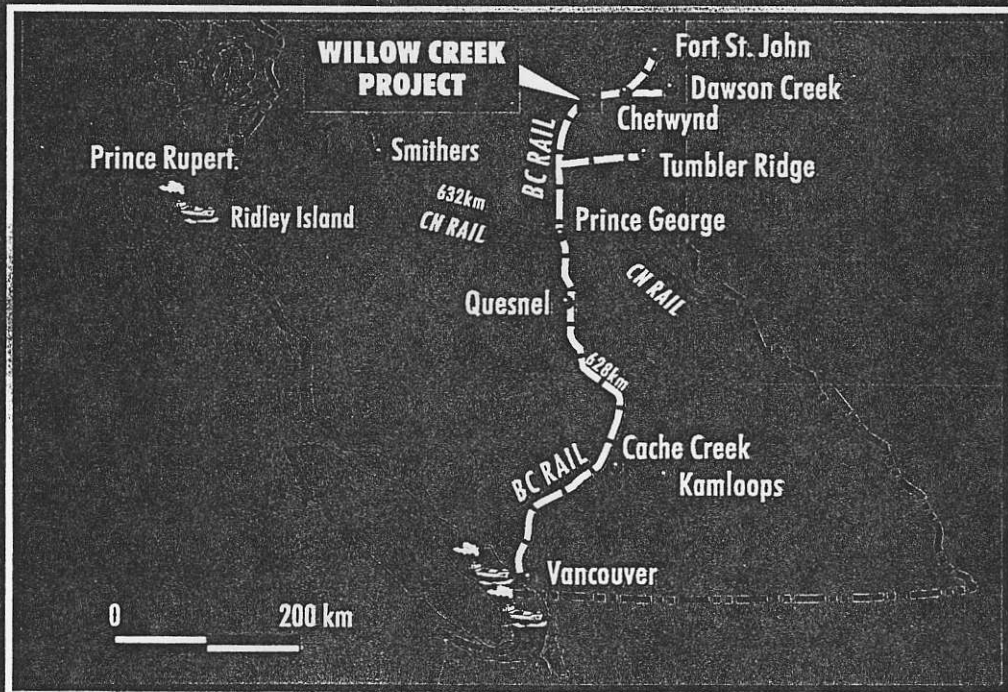 WILLOW CREEK
PROJECT
Fort St. John
Dawson Creek
Chetwynd
BC RAIL
Smithers
Tumbler Ridge
Prince Rupert
632km
CN RAIL
Ridley Island
Prince George
CN RAIL
Quesnel
628km
Cache Creek
BC RAIL
Kamloops
Vancouver
0 200 km